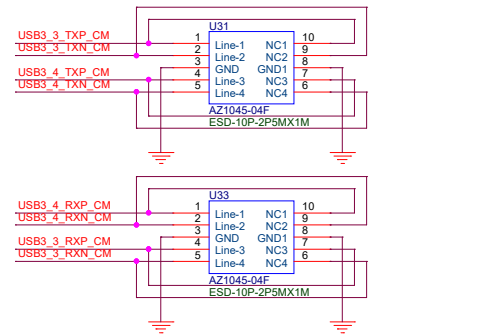 U31
USB3_3_TXP_CM 1 Line-1 NC1 10
USB3_3_TXN_CM 2 Line-2 NC2 9
3 GND GND1 8
USB3_4_TXP_CM 4 Line-3 NC3 7
USB3_4_TXN_CM 5 Line-4 NC4 6
AZ1045-04F
ESD-10P-2P5MX1M
U33
USB3_4_RXP_CM 1 Line-1 NC1 10
USB3_4_RXN_CM 2 Line-2 NC2 9
3 GND GND1 8
USB3_3_RXP_CM 4 Line-3 NC3 7
USB3_3_RXN_CM 5 Line-4 NC4 6
AZ1045-04F
ESD-10P-2P5MX1M